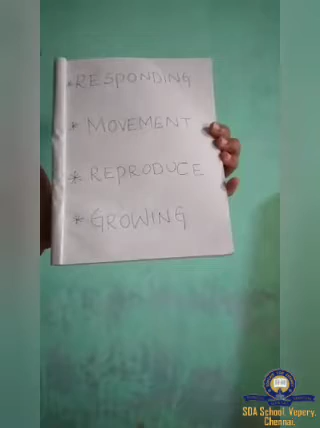 *RESPONDING
* MOVEMENT
* REPRODUCE
* GROWING
SDA School, Vepery,
Chennai.